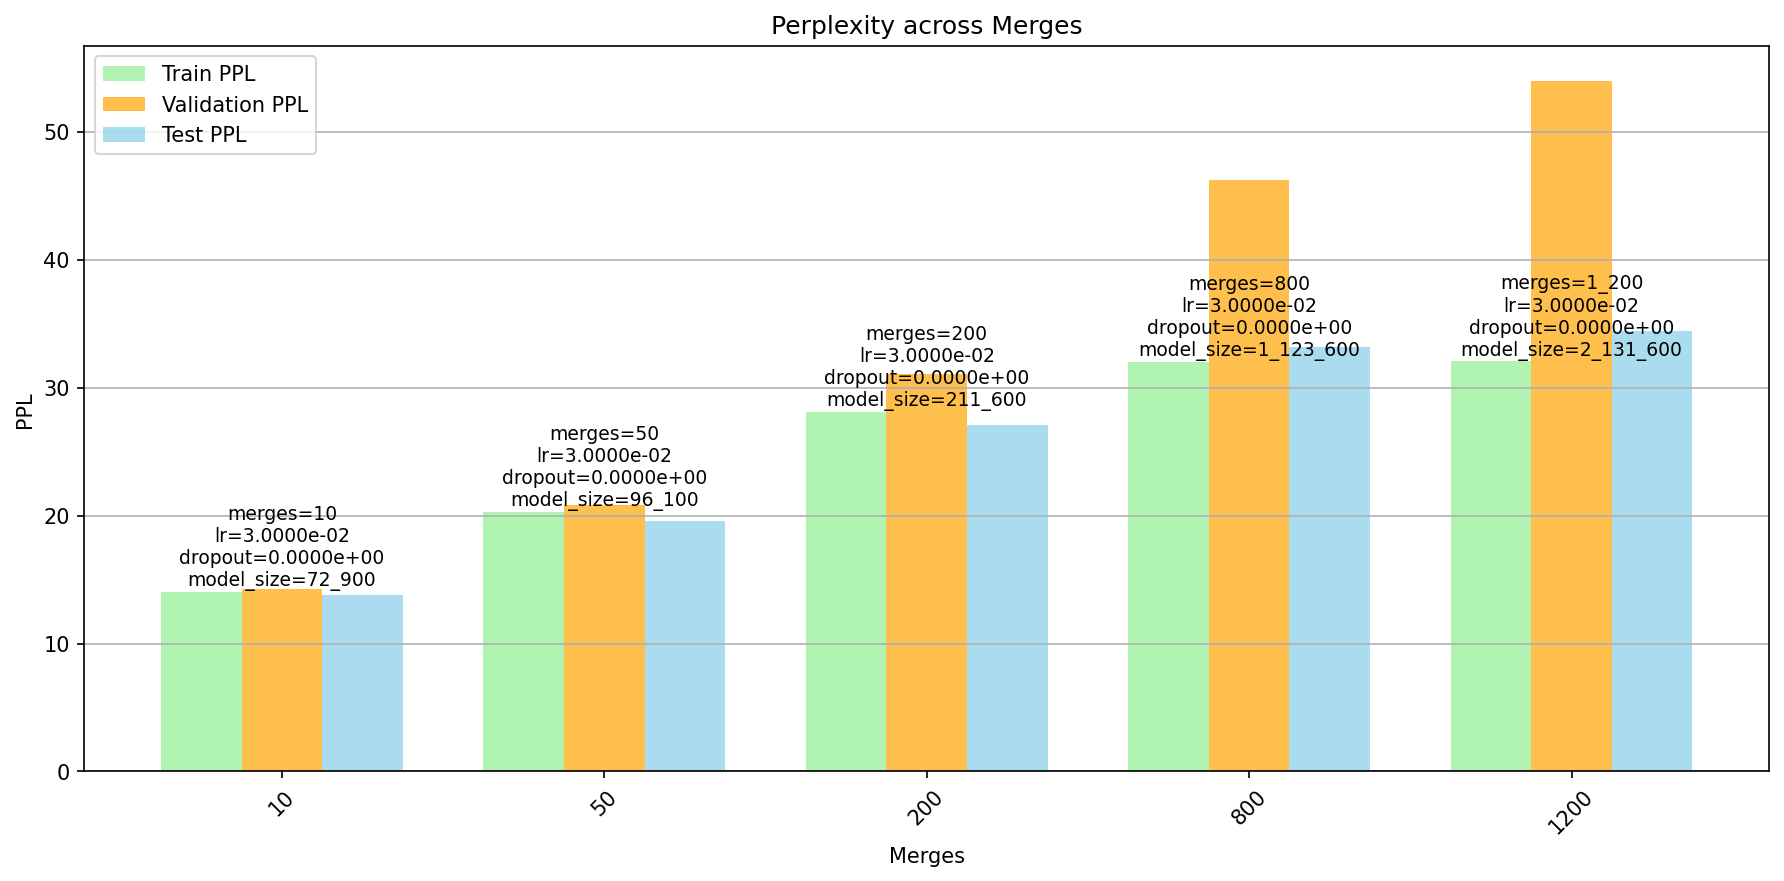 Perplexity across Merges
Train PPL
Validation PPL
Test PPL
PPL
50
40
30
20
10
0
merges=10
lr=3.0000e-02
dropout=0.0000e+00
model_size=72_900
merges=50
lr=3.0000e-02
dropout=0.0000e+00
model_size=96_100
merges=200
lr=3.0000e-02
dropout=0.0000e+00
model_size=211_600
merges=800
lr=3.0000e-02
dropout=0.0000e+00
model_size=1_123_600
merges=1_200
lr=3.0000e-02
dropout=0.0000e+00
model_size=2_131_600
10
50
200
800
1200
Merges